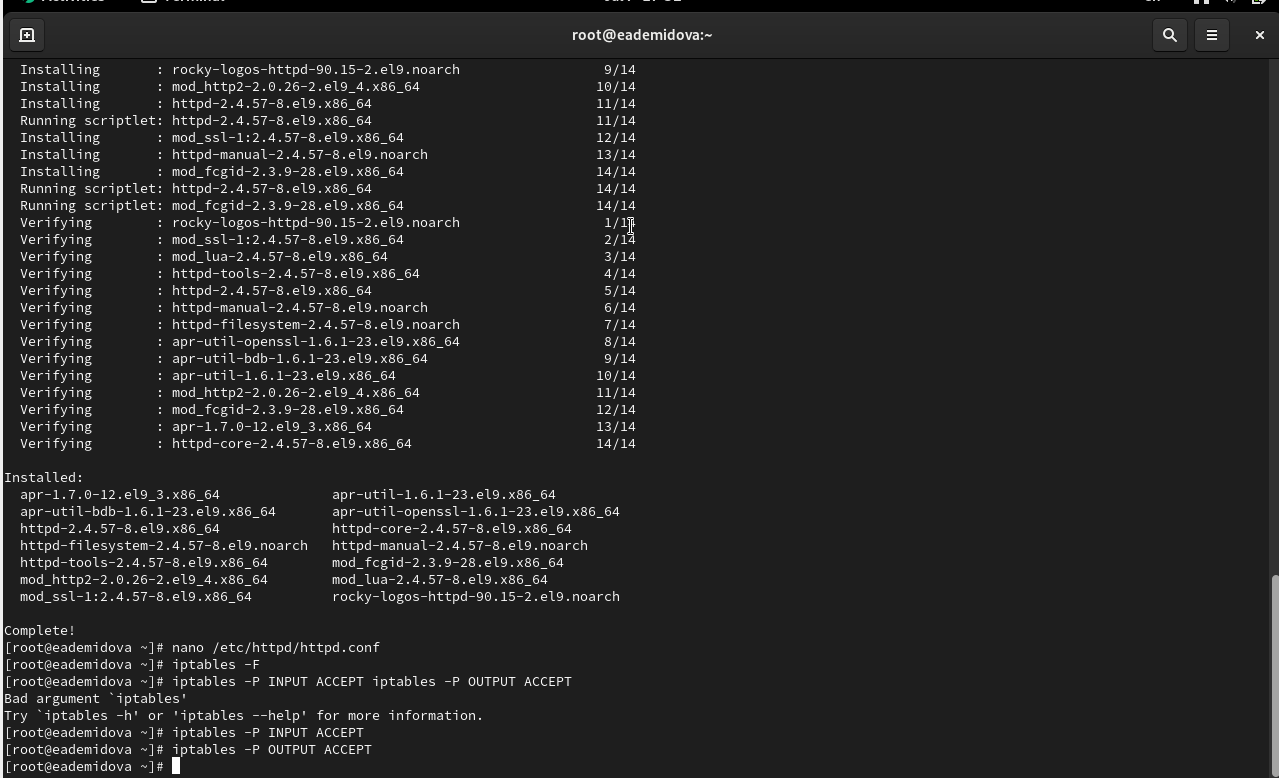 root@eademidova:~
Installing : rocky-logos-httpd-90.15-2.el9.noarch 9/14
Installing : mod_http2-2.0.26-2.el9_4.x86_64 10/14
Installing : httpd-2.4.57-8.el9.x86_64 11/14
Running scriptlet: httpd-2.4.57-8.el9.x86_64 11/14
Installing : mod_ssl-1:2.4.57-8.el9.x86_64 12/14
Installing : httpd-manual-2.4.57-8.el9.noarch 13/14
Installing : mod_fcgid-2.3.9-28.el9.x86_64 14/14
Running scriptlet: httpd-2.4.57-8.el9.x86_64 14/14
Running scriptlet: mod_fcgid-2.3.9-28.el9.x86_64 14/14
Verifying : rocky-logos-httpd-90.15-2.el9.noarch 1/14
Verifying : mod_ssl-1:2.4.57-8.el9.x86_64 2/14
Verifying : mod_lua-2.4.57-8.el9.x86_64 3/14
Verifying : httpd-tools-2.4.57-8.el9.x86_64 4/14
Verifying : httpd-2.4.57-8.el9.x86_64 5/14
Verifying : httpd-manual-2.4.57-8.el9.noarch 6/14
Verifying : httpd-filesystem-2.4.57-8.el9.noarch 7/14
Verifying : apr-util-openssl-1.6.1-23.el9.x86_64 8/14
Verifying : apr-util-bdb-1.6.1-23.el9.x86_64 9/14
Verifying : apr-util-1.6.1-23.el9.x86_64 10/14
Verifying : mod_http2-2.0.26-2.el9_4.x86_64 11/14
Verifying : mod_fcgid-2.3.9-28.el9.x86_64 12/14
Verifying : apr-1.7.0-12.el9_3.x86_64 13/14
Verifying : httpd-core-2.4.57-8.el9.x86_64 14/14
Installed:
apr-1.7.0-12.el9_3.x86_64 apr-util-1.6.1-23.el9.x86_64
apr-util-bdb-1.6.1-23.el9.x86_64 apr-util-openssl-1.6.1-23.el9.x86_64
httpd-2.4.57-8.el9.x86_64 httpd-core-2.4.57-8.el9.x86_64
httpd-filesystem-2.4.57-8.el9.noarch httpd-manual-2.4.57-8.el9.noarch
httpd-tools-2.4.57-8.el9.x86_64 mod_fcgid-2.3.9-28.el9.x86_64
mod_http2-2.0.26-2.el9_4.x86_64 mod_lua-2.4.57-8.el9.x86_64
mod_ssl-1:2.4.57-8.el9.x86_64 rocky-logos-httpd-90.15-2.el9.noarch
Complete!
[root@eademidova ~]# nano /etc/httpd/httpd.conf
[root@eademidova ~]# iptables -F
[root@eademidova ~]# iptables -P INPUT ACCEPT iptables -P OUTPUT ACCEPT
Bad argument `iptables'
Try `iptables -h' or 'iptables --help' for more information.
[root@eademidova ~]# iptables -P INPUT ACCEPT
[root@eademidova ~]# iptables -P OUTPUT ACCEPT
[root@eademidova ~]#